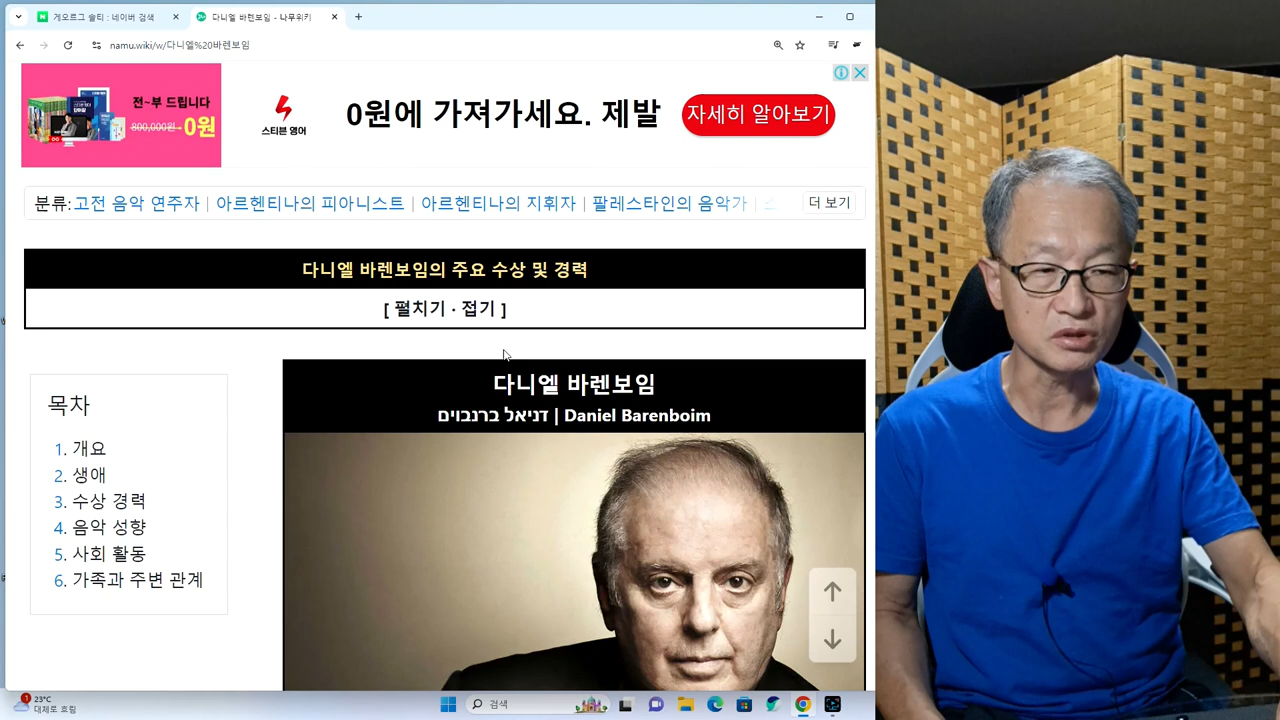 게오르그 솔티 : 네이버 검색
다니엘 바렌보임 - 나무위키
namu.wiki/w/다니엘%20바렌보임
전~부 드립니다
800,000원→0원
스티븐 영어
0원에 가져가세요. 제발
자세히 알아보기
분류: 고전 음악 연주자 | 아르헨티나의 피아니스트 | 아르헨티나의 지휘자 | 팔레스타인의 음악가 |
더 보기
다니엘 바렌보임의 주요 수상 및 경력
[ 펼치기 · 접기 ]
다니엘 바렌보임
דניאל ברנבוים | Daniel Barenboim
목차
1. 개요
2. 생애
3. 수상 경력
4. 음악 성향
5. 사회 활동
6. 가족과 주변 관계
1
23°C
대체로 흐림
검색